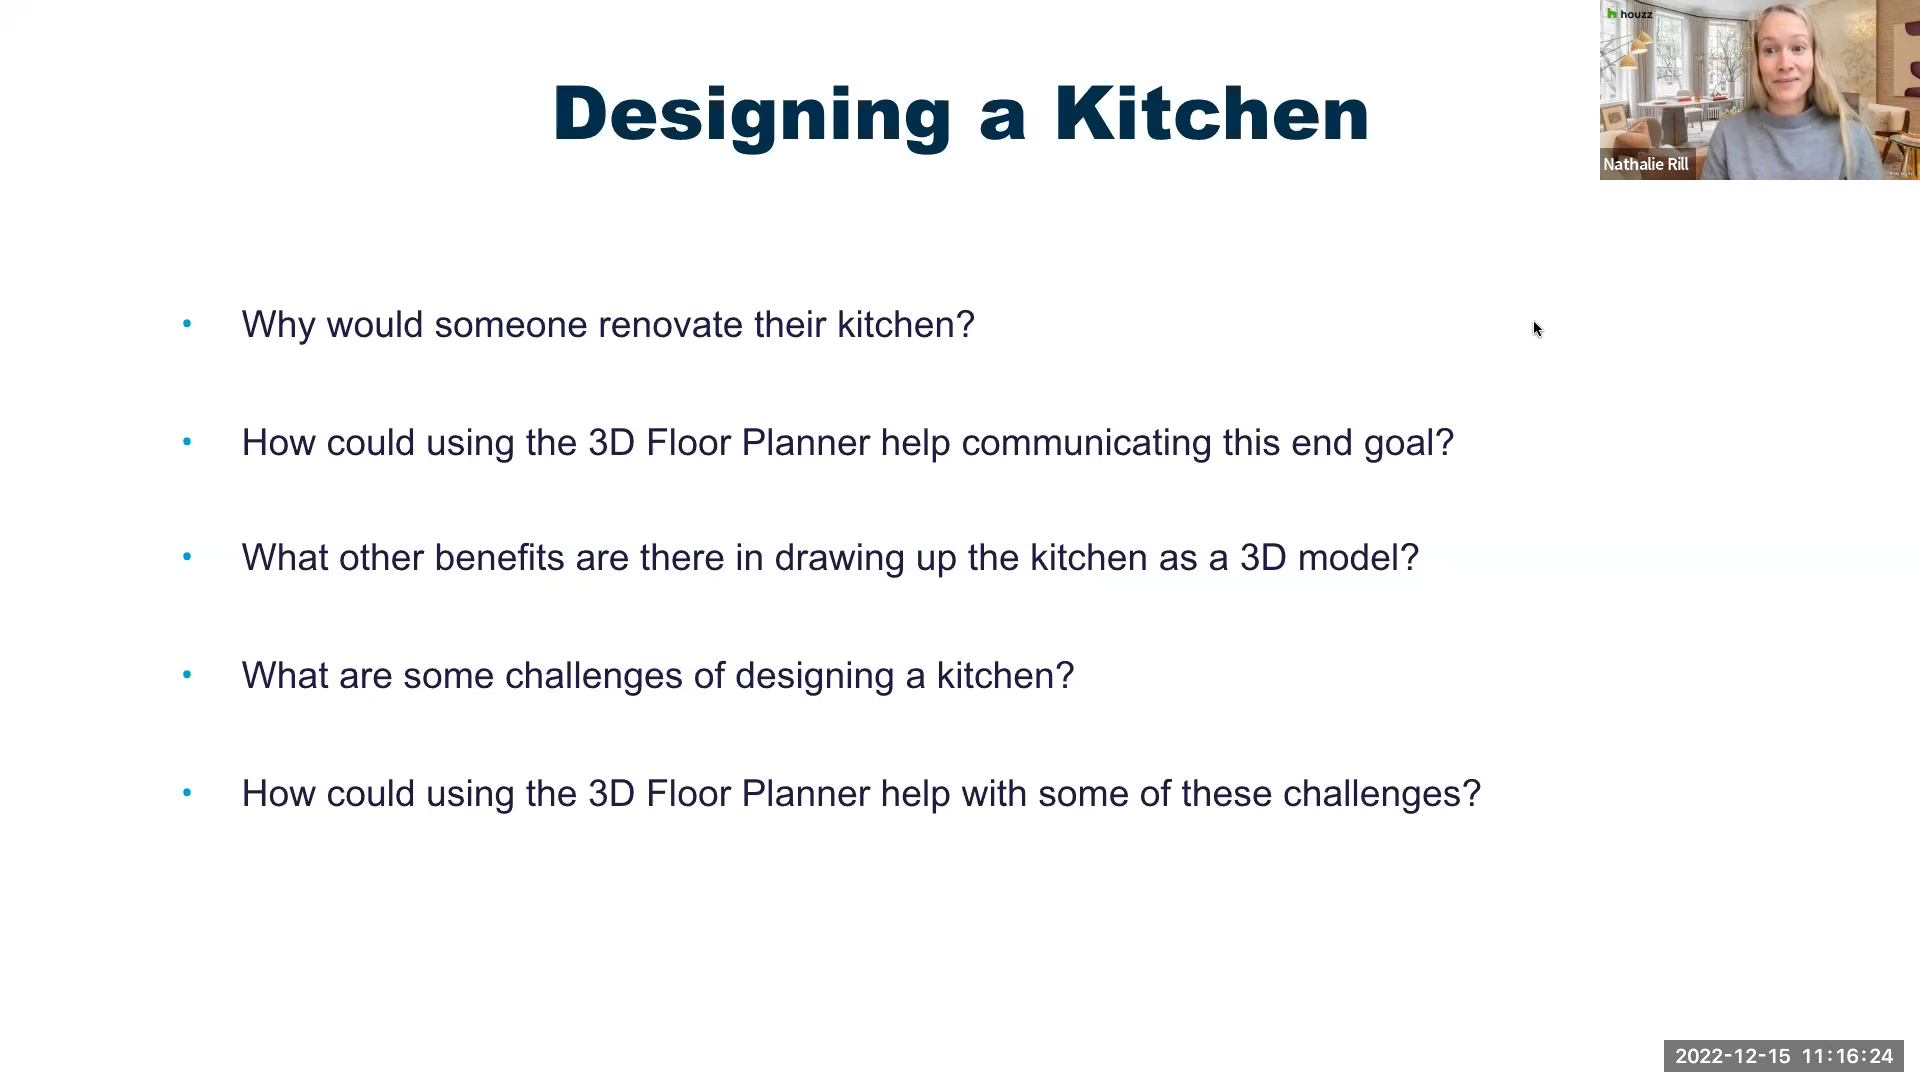 houzz
Designing a Kitchen
Nathalie Rill
• Why would someone renovate their kitchen?
• How could using the 3D Floor Planner help communicating this end goal?
• What other benefits are there in drawing up the kitchen as a 3D model?
• What are some challenges of designing a kitchen?
• How could using the 3D Floor Planner help with some of these challenges?
2022-12-15 11:16:24